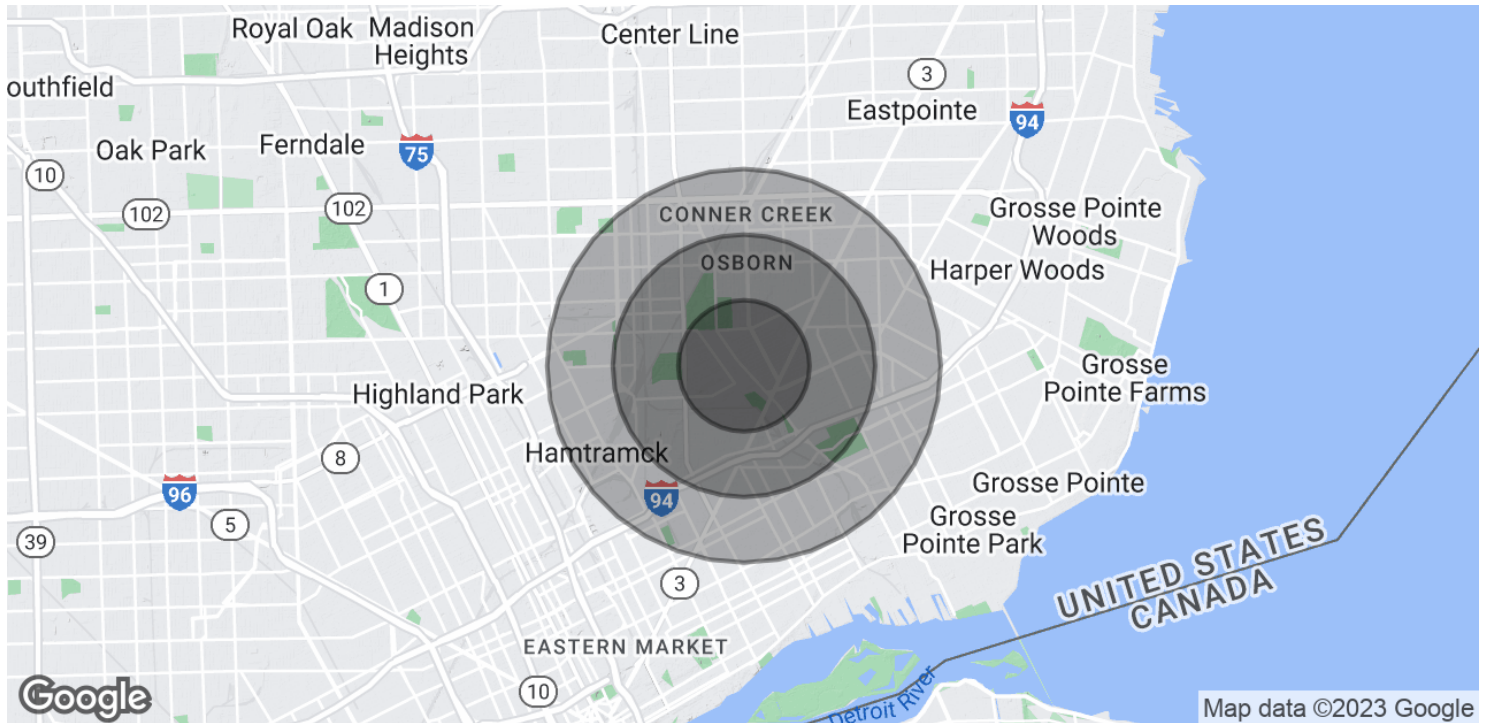 Royal Oak
Madison
Heights
Center Line
3
outhfield
Eastpointe
94
Oak Park
Ferndale
75
10
102
102
CONNER CREEK
Grosse Pointe
Woods
OSBORN
Harper Woods
1
Grosse
Pointe Farms
Highland Park
Hamtramck
8
96
94
Grosse Pointe
5
Grosse
Pointe Park
39
3
UNITED STATES
CANADA
EASTERN MARKET
10
Detroit River
Google
Map data ©2023 Google